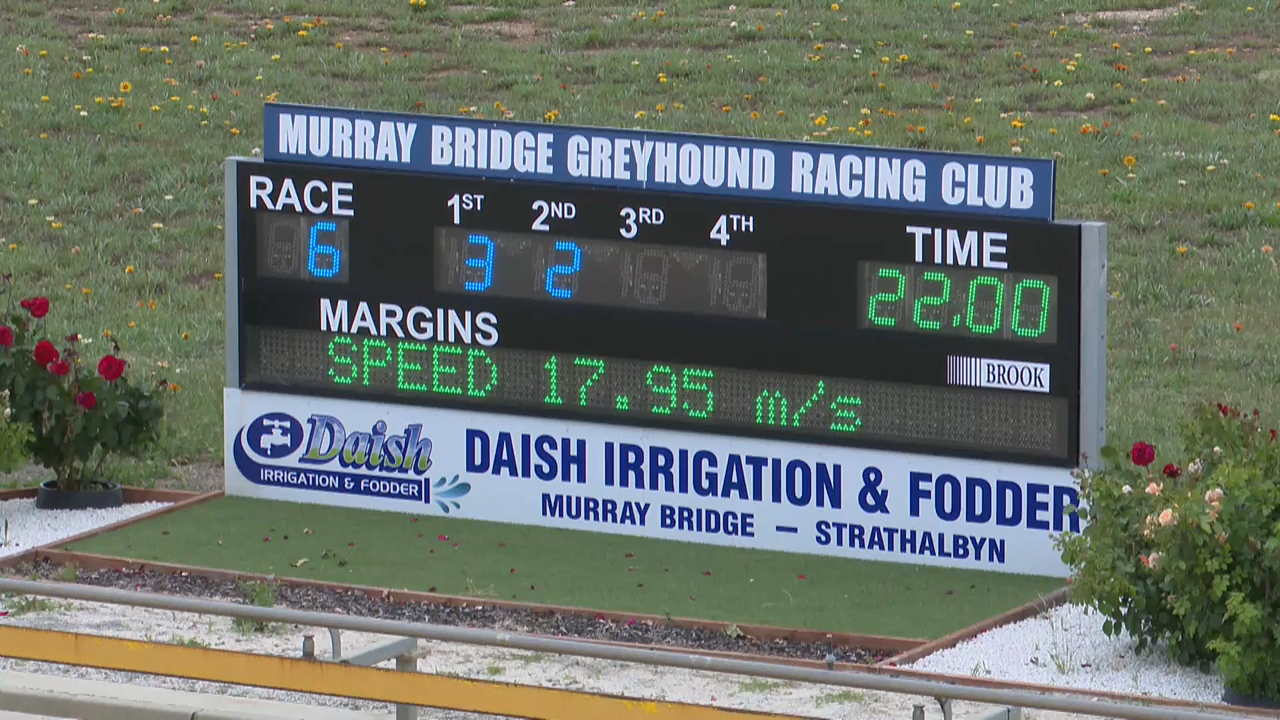 MURRAY BRIDGE GREYHOUND RACING CLUB
RACE 1ST 2ND 3RD 4TH TIME
6 3 2 22.00
MARGINS
BROOK
SPEED 17.95 m/s
Daish
IRRIGATION & FODDER
DAISH IRRIGATION & FODDER
MURRAY BRIDGE – STRATHALBYN